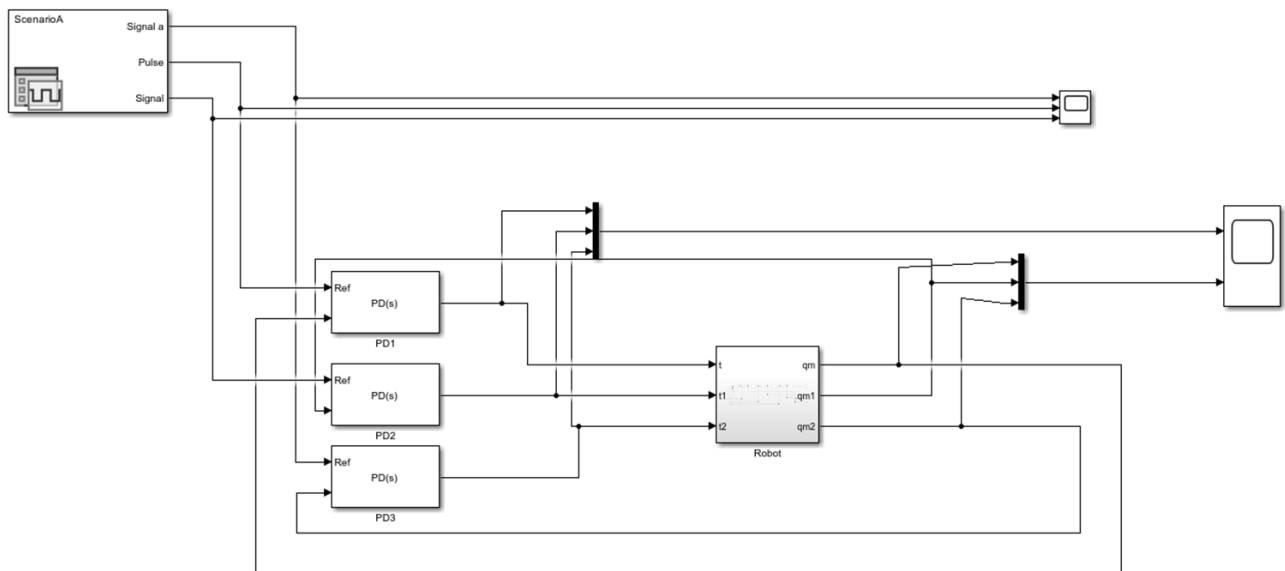 ScenarioA
Signal a
Pulse
Signal
Ref
PD(s)
PD1
Ref
PD(s)
PD2
Ref
PD(s)
PD3
t
qm
t1
qm1
t2
qm2
Robot